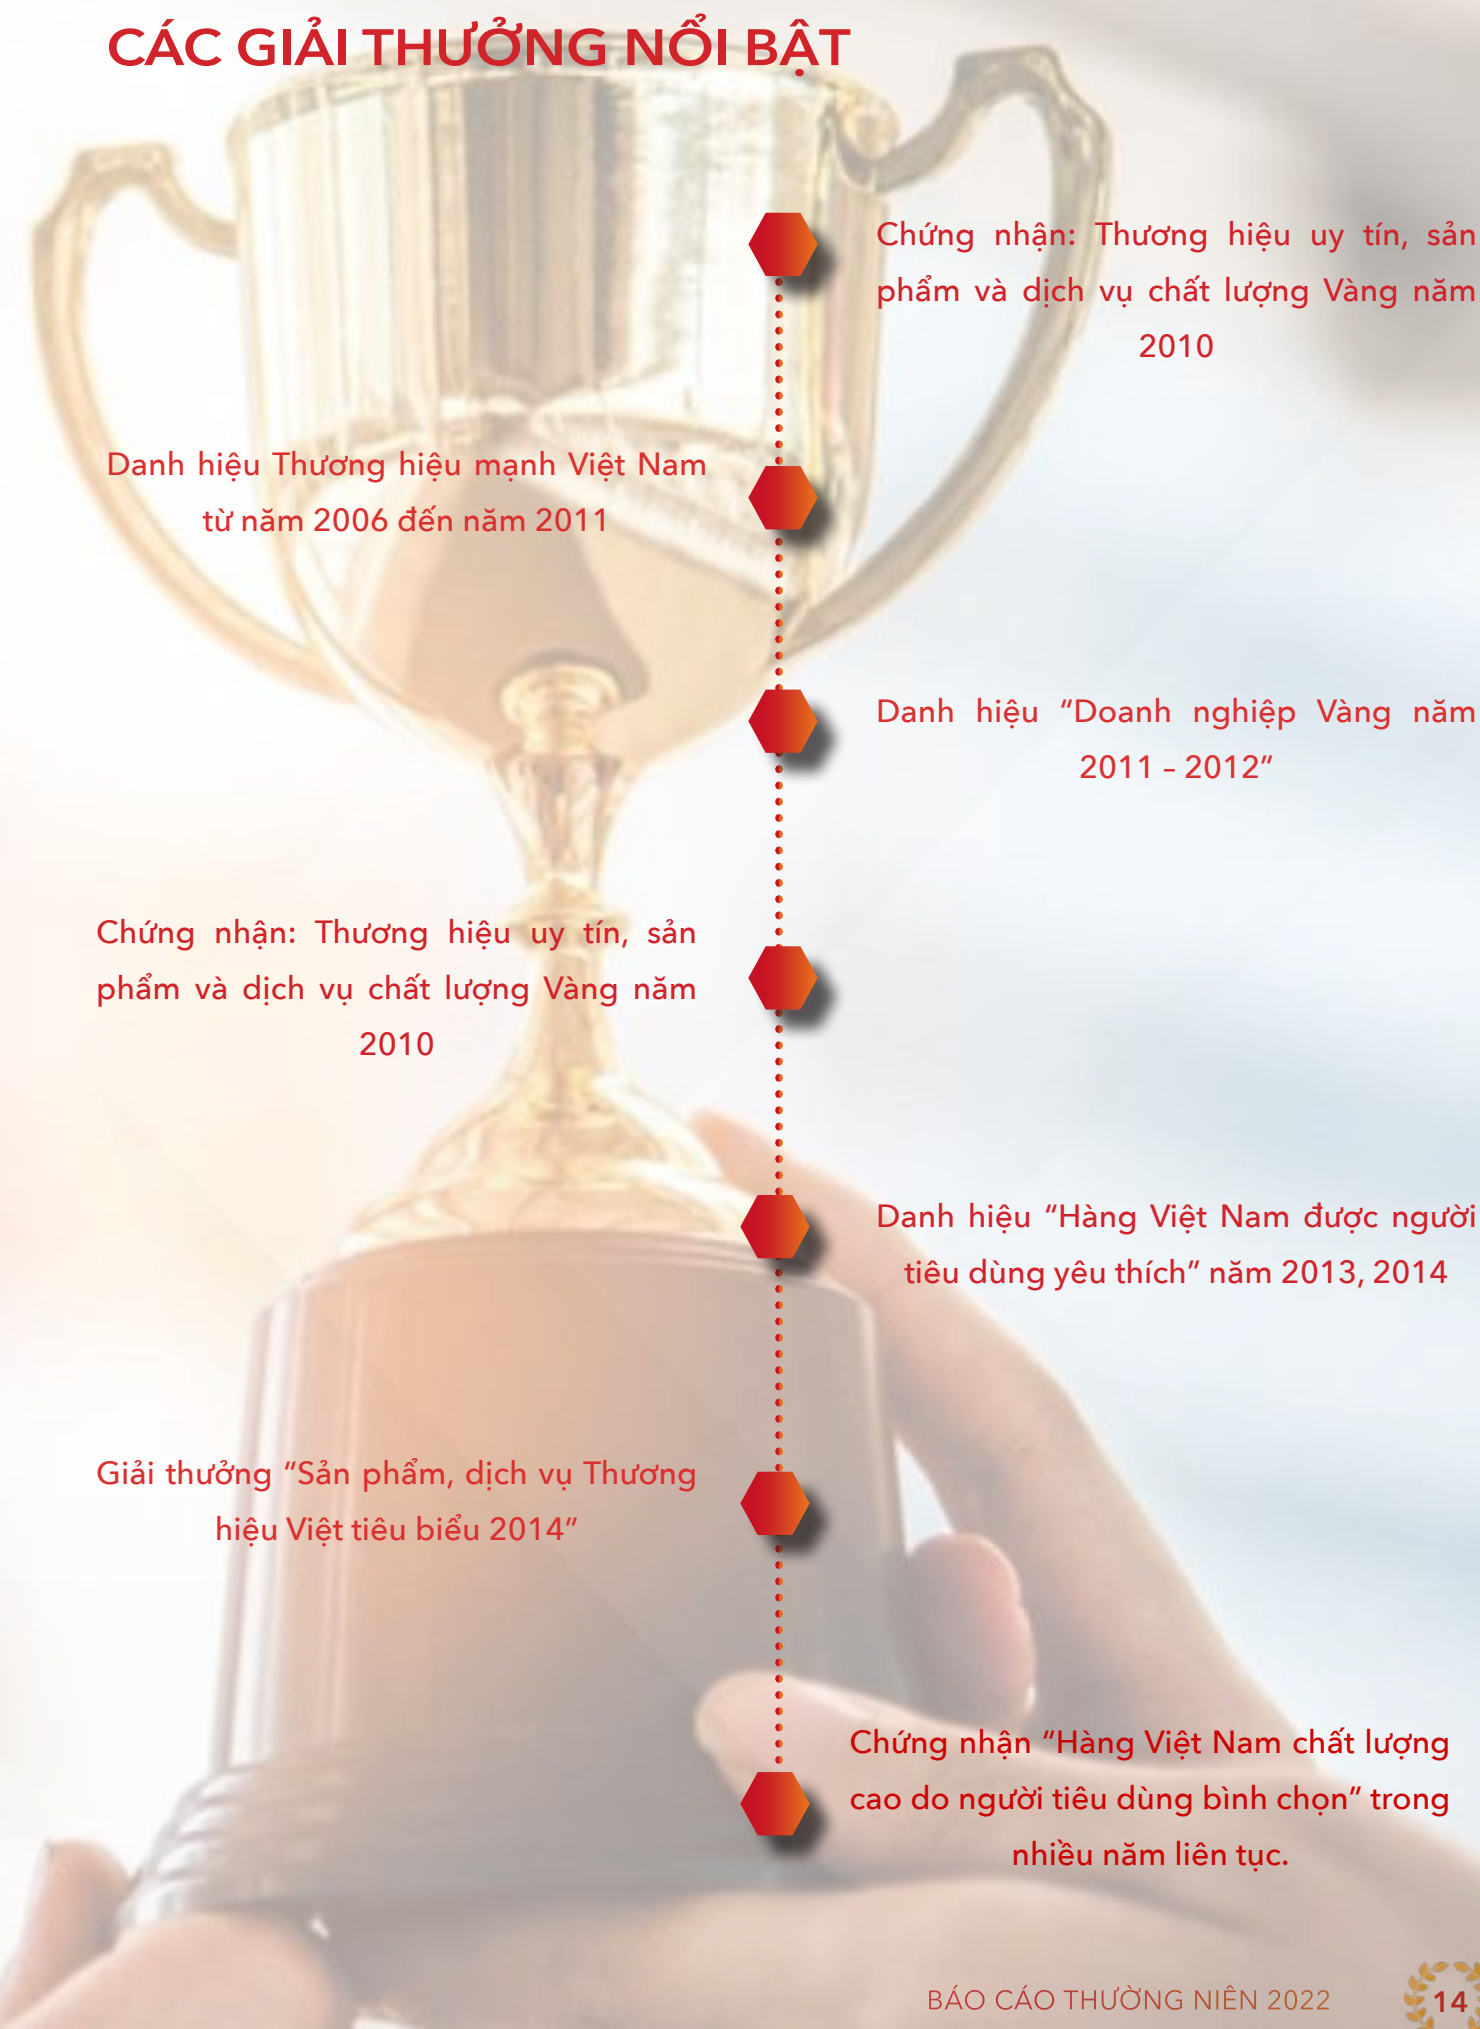 CÁC GIẢI THƯỞNG NỔI BẬT
Chứng nhận: Thương hiệu uy tín, sản
phẩm và dịch vụ chất lượng Vàng năm
2010
Danh hiệu Thương hiệu mạnh Việt Nam
từ năm 2006 đến năm 2011
Danh hiệu “Doanh nghiệp Vàng năm
2011 – 2012”
Chứng nhận: Thương hiệu uy tín, sản
phẩm và dịch vụ chất lượng Vàng năm
2010
Danh hiệu “Hàng Việt Nam được người
tiêu dùng yêu thích” năm 2013, 2014
Giải thưởng “Sản phẩm, dịch vụ Thương
hiệu Việt tiêu biểu 2014”
Chứng nhận “Hàng Việt Nam chất lượng
cao do người tiêu dùng bình chọn” trong
nhiều năm liên tục.
BÁO CÁO THƯỜNG NIÊN 2022
14